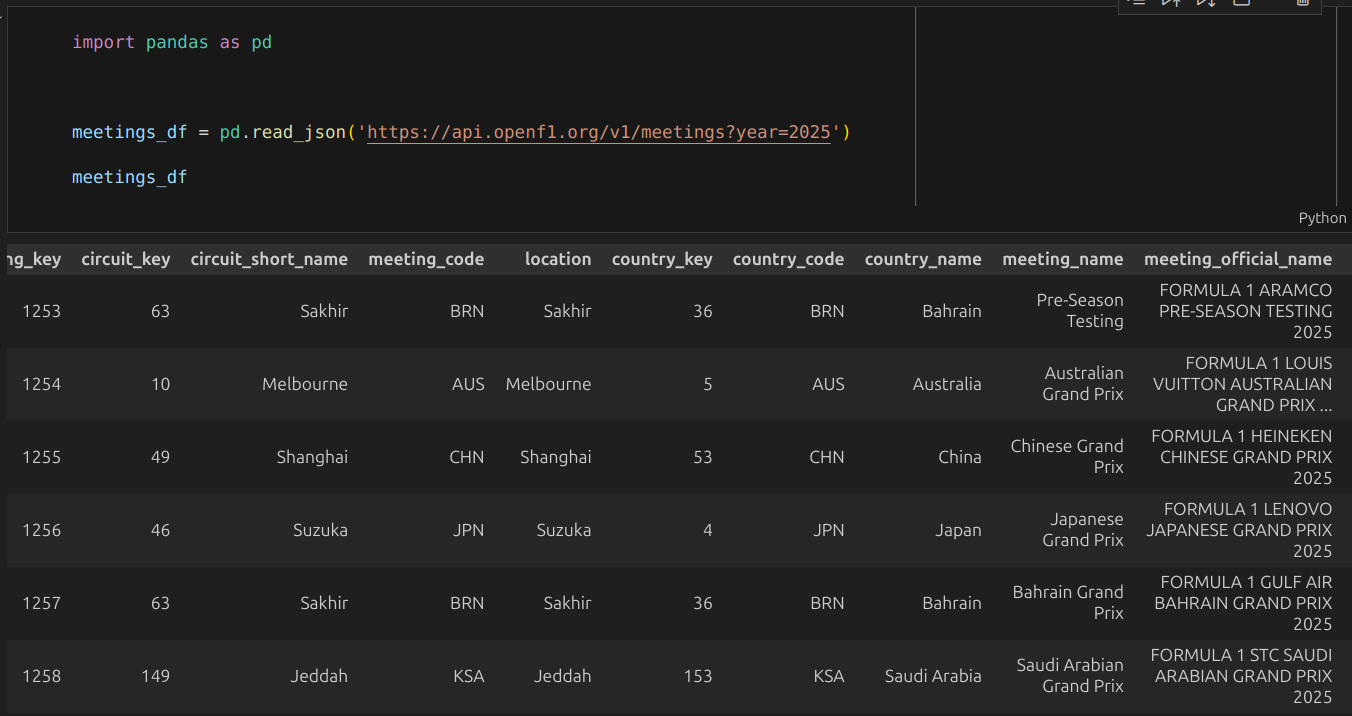 import pandas as pd
meetings_df = pd.read_json('https://api.openf1.org/v1/meetings?year=2025')
meetings_df
Python
ng_key circuit_key circuit_short_name meeting_code location country_key country_code country_name meeting_name meeting_official_name
1253 63 Sakhir BRN Sakhir 36 BRN Bahrain Pre-Season Testing FORMULA 1 ARAMCO PRE-SEASON TESTING 2025
1254 10 Melbourne AUS Melbourne 5 AUS Australia Australian Grand Prix FORMULA 1 LOUIS VUITTON AUSTRALIAN GRAND PRIX ...
1255 49 Shanghai CHN Shanghai 53 CHN China Chinese Grand Prix FORMULA 1 HEINEKEN CHINESE GRAND PRIX 2025
1256 46 Suzuka JPN Suzuka 4 JPN Japan Japanese Grand Prix FORMULA 1 LENOVO JAPANESE GRAND PRIX 2025
1257 63 Sakhir BRN Sakhir 36 BRN Bahrain Bahrain Grand Prix FORMULA 1 GULF AIR BAHRAIN GRAND PRIX 2025
1258 149 Jeddah KSA Jeddah 153 KSA Saudi Arabia Saudi Arabian Grand Prix FORMULA 1 STC SAUDI ARABIAN GRAND PRIX 2025